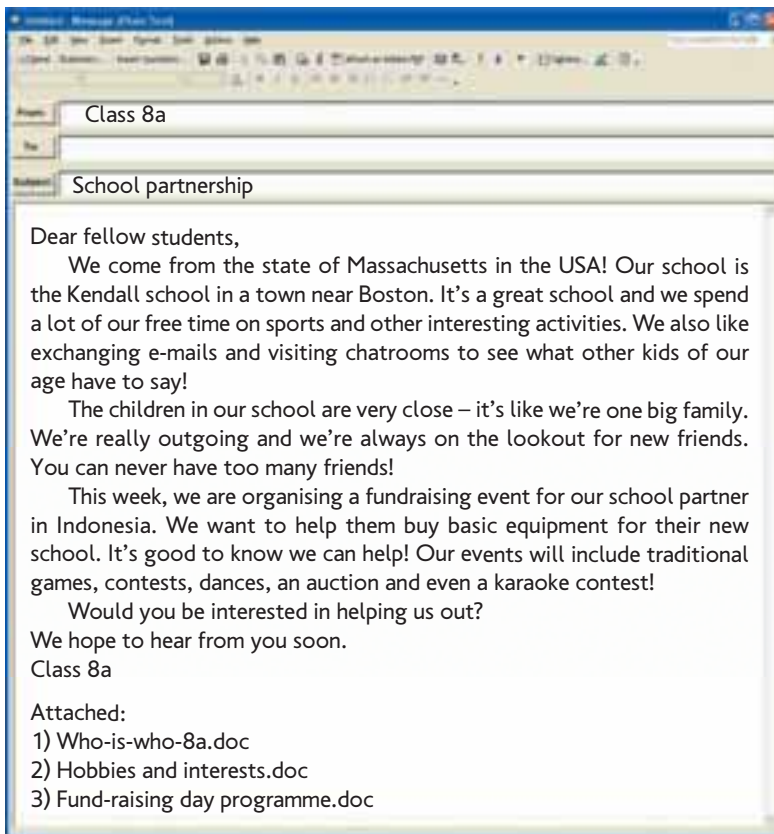 Class 8a
School partnership
Dear fellow students,
We come from the state of Massachusetts in the USA! Our school is
the Kendall school in a town near Boston. It's a great school and we spend
a lot of our free time on sports and other interesting activities. We also like
exchanging e-mails and visiting chatrooms to see what other kids of our
age have to say!
The children in our school are very close – it's like we're one big family.
We're really outgoing and we're always on the lookout for new friends.
You can never have too many friends!
This week, we are organising a fundraising event for our school partner
in Indonesia. We want to help them buy basic equipment for their new
school. It's good to know we can help! Our events will include traditional
games, contests, dances, an auction and even a karaoke contest!
Would you be interested in helping us out?
We hope to hear from you soon.
Class 8a
Attached:
1) Who-is-who-8a.doc
2) Hobbies and interests.doc
3) Fund-raising day programme.doc